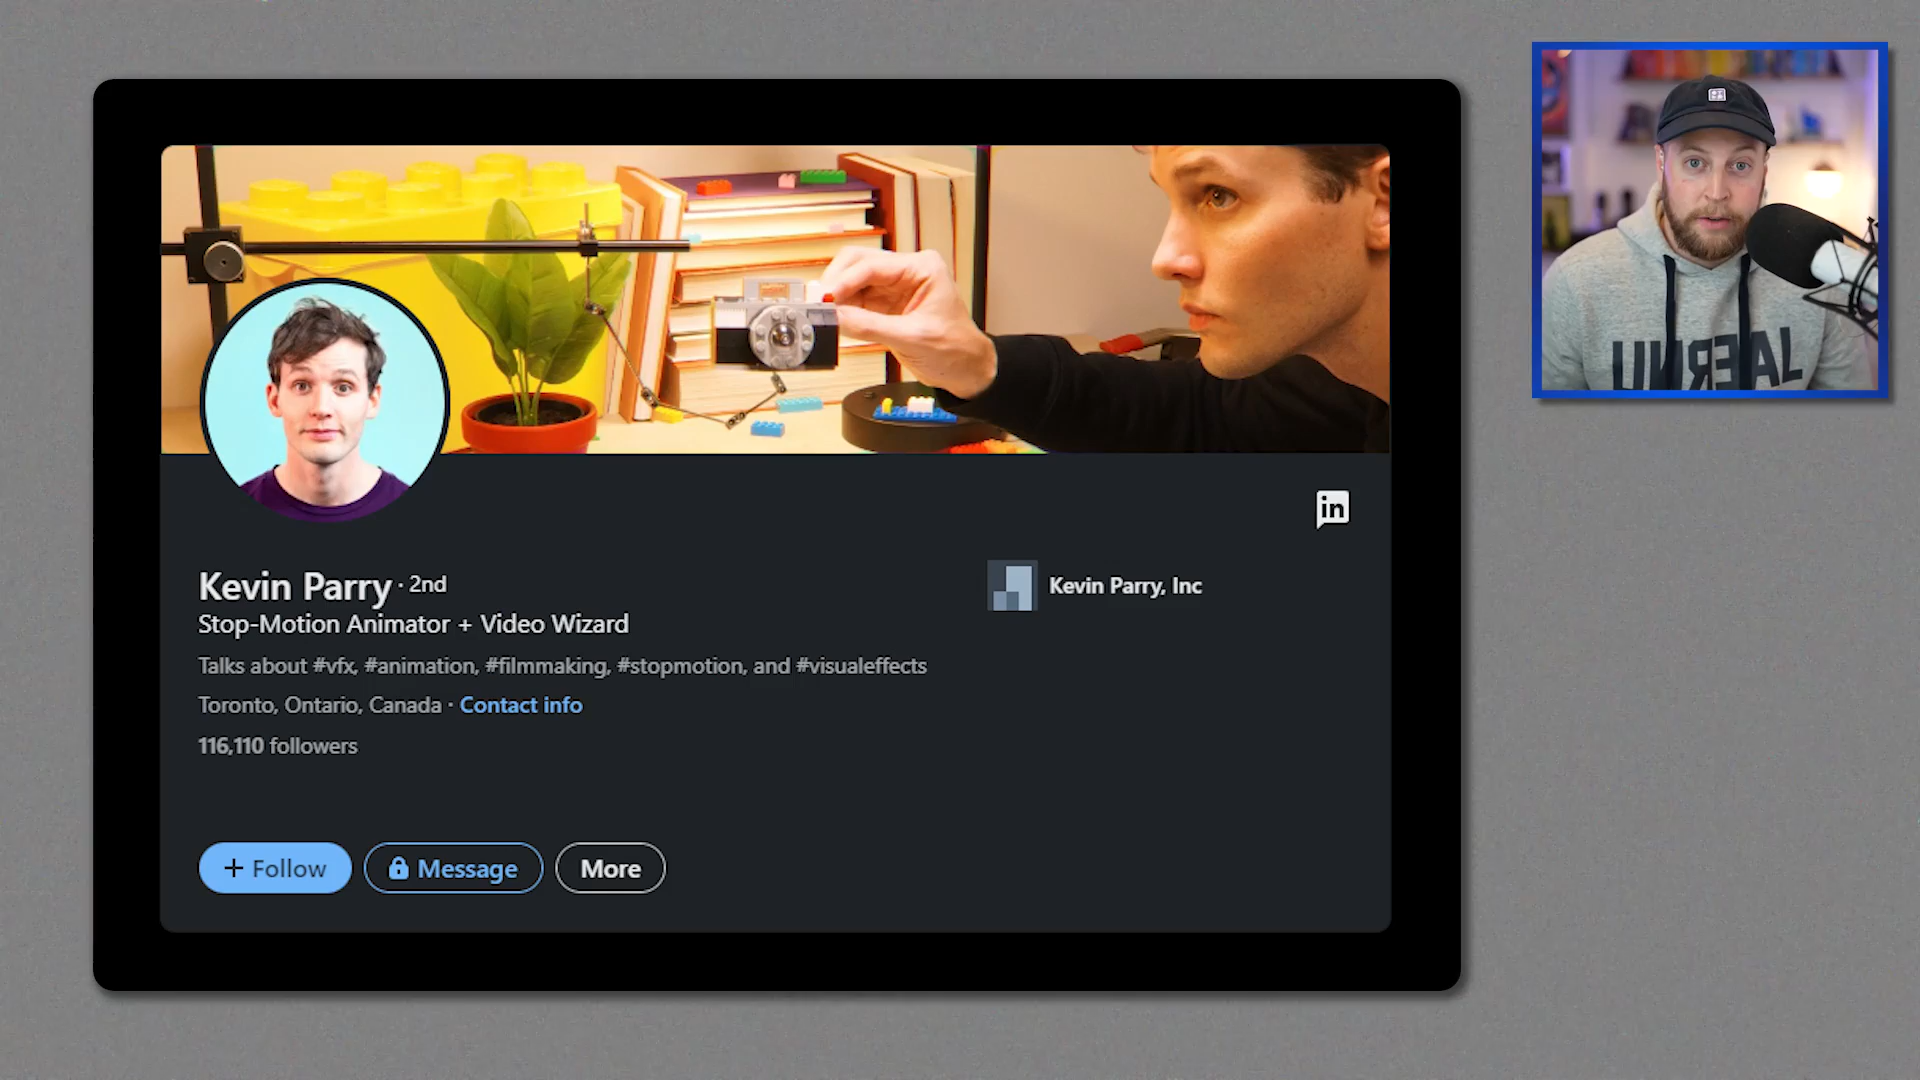 in
Kevin Parry · 2nd
Kevin Parry, Inc
Stop-Motion Animator + Video Wizard
Talks about #vfx, #animation, #filmmaking, #stopmotion, and #visualeffects
Toronto, Ontario, Canada · Contact info
116,110 followers
+ Follow
Message
More